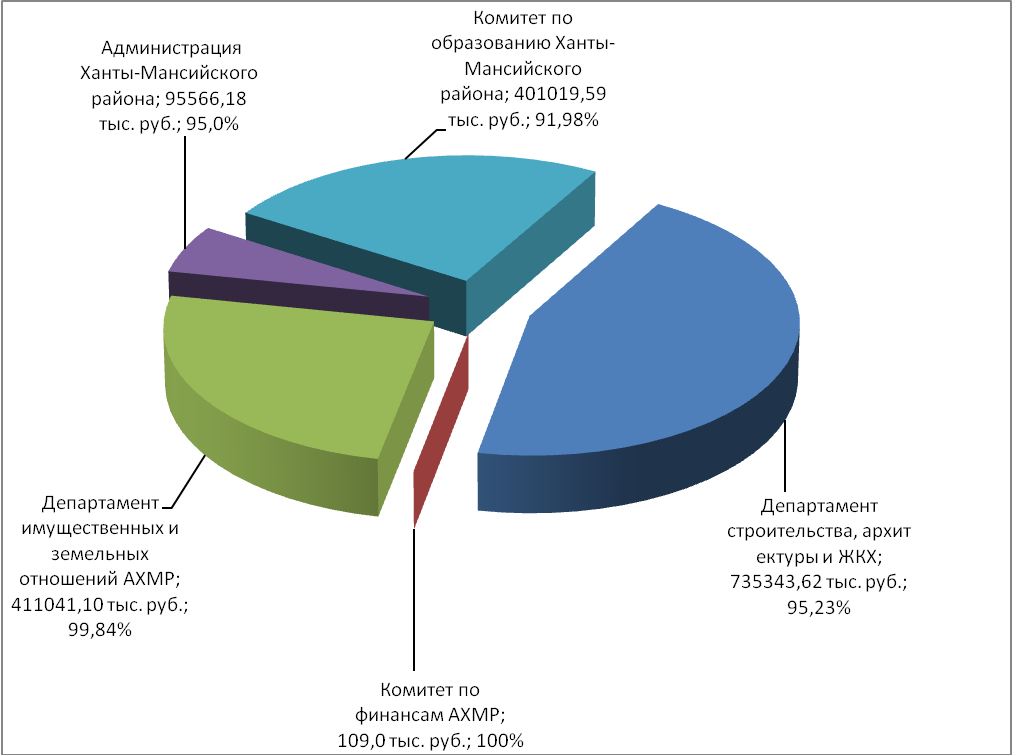 Комитет по
образованию Ханты-
Мансийского
района; 401019,59
тыс. руб.; 91,98%
Администрация
Ханты-Мансийского
района; 95566,18
тыс. руб.; 95,0%
Департамент
имущественных и
земельных
отношений АХМР;
411041,10 тыс. руб.;
99,84%
Департамент
строительства, архит
ектуры и ЖКХ;
735343,62 тыс. руб.;
95,23%
Комитет по
финансам АХМР;
109,0 тыс. руб.; 100%